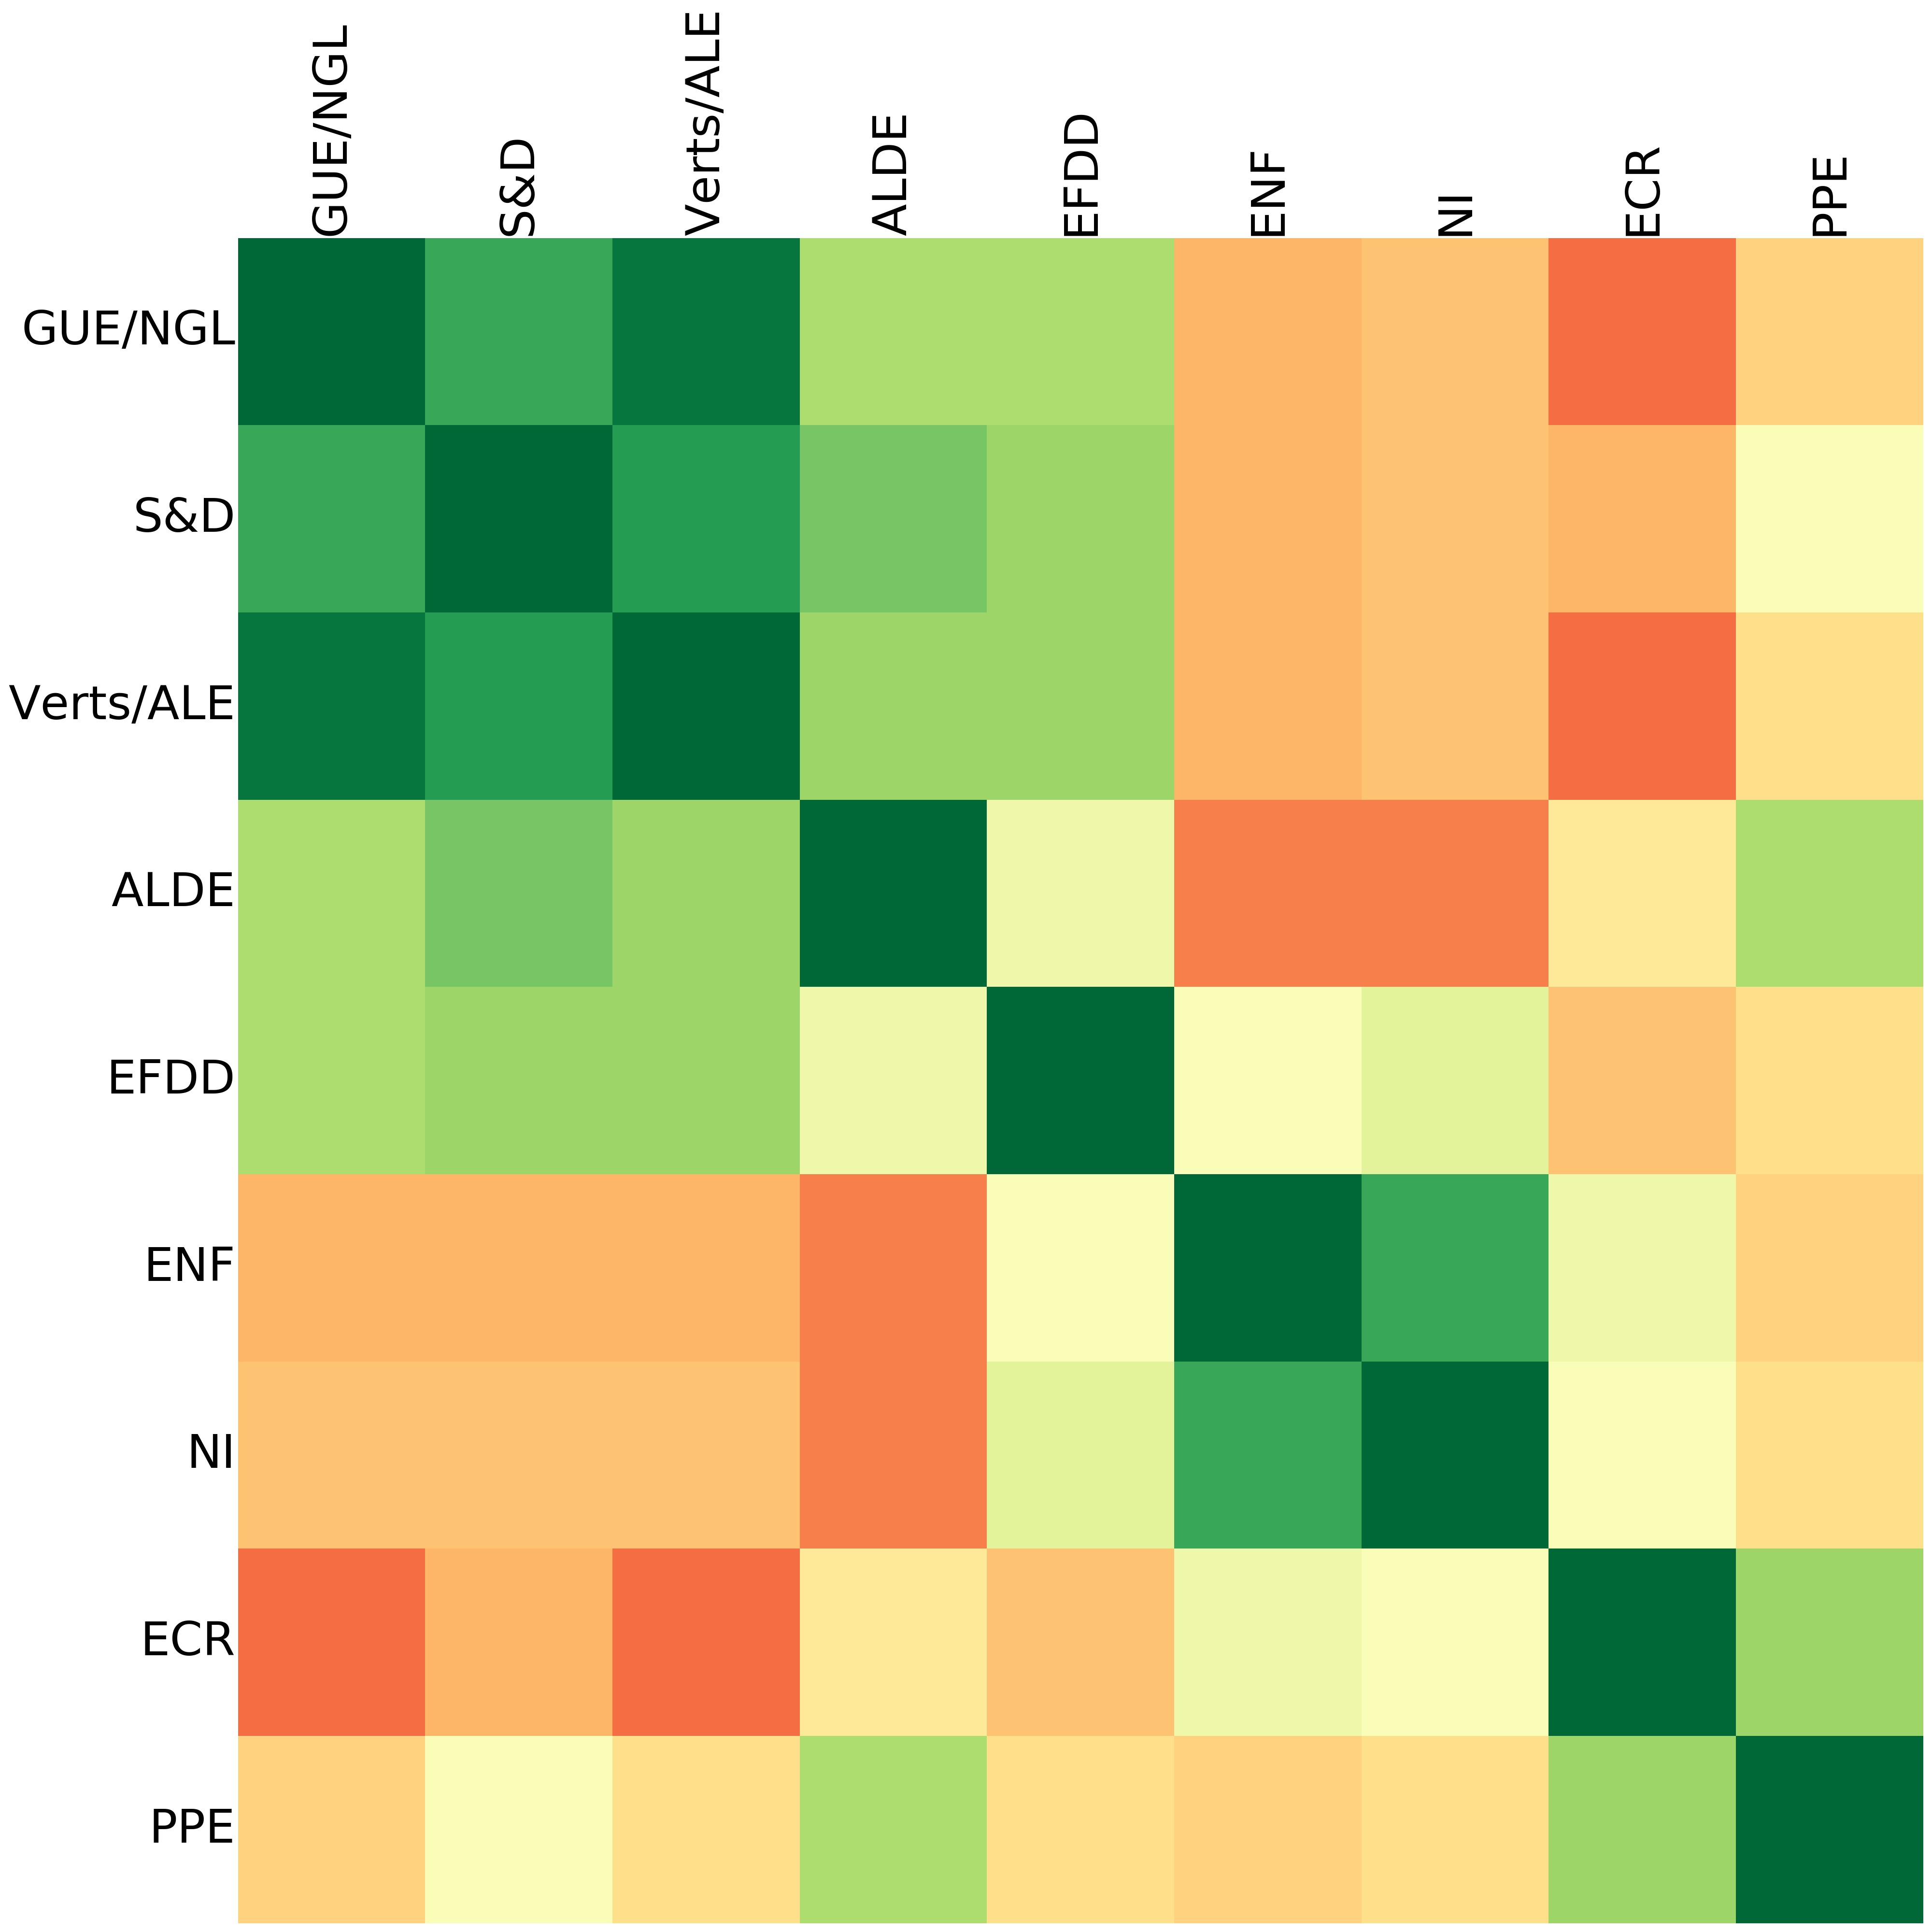 GUE/NGL
S&D
Verts/ALE
ALDE
EFDD
ENF
NI
ECR
PPE
GUE/NGL
S&D
Verts/ALE
ALDE
EFDD
ENF
NI
ECR
PPE